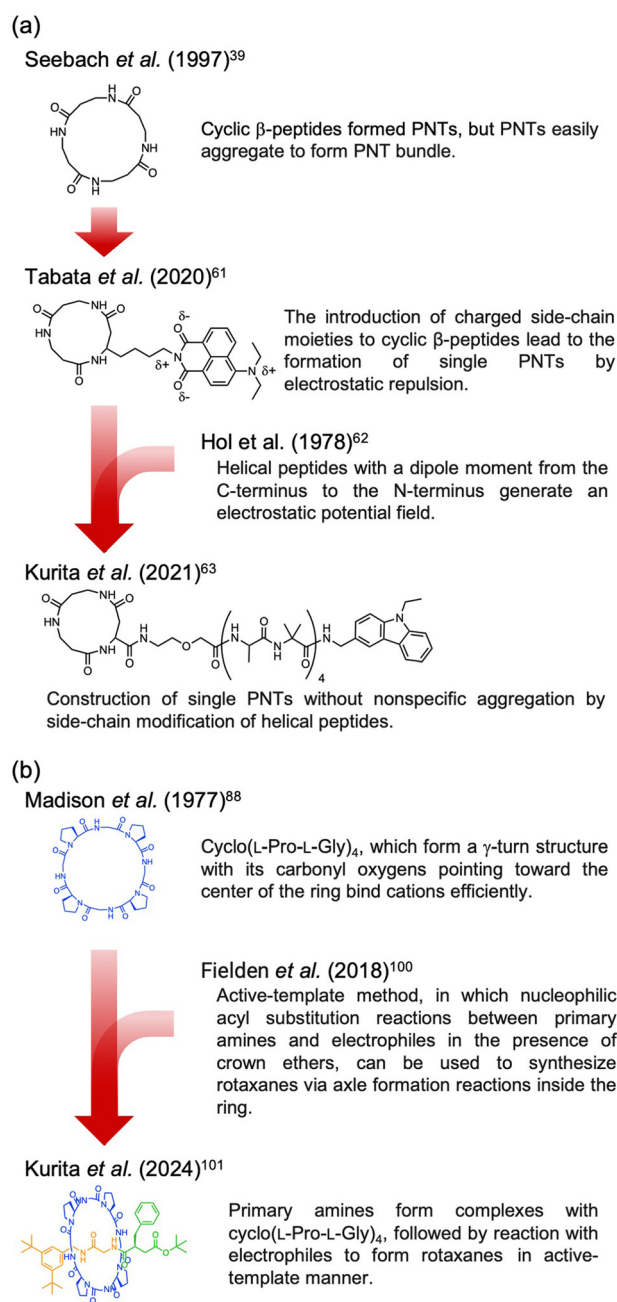 (a)
Seebach et al. (1997)39
Cyclic β-peptides formed PNTs, but PNTs easily
aggregate to form PNT bundle.
Tabata et al. (2020)61
The introduction of charged side-chain
moieties to cyclic β-peptides lead to the
formation of single PNTs by
electrostatic repulsion.
Hol et al. (1978)62
Helical peptides with a dipole moment from the
C-terminus to the N-terminus generate an
electrostatic potential field.
Kurita et al. (2021)63
Construction of single PNTs without nonspecific aggregation by
side-chain modification of helical peptides.
(b)
Madison et al. (1977)88
Cyclo(L-Pro-L-Gly)4, which form a γ-turn structure
with its carbonyl oxygens pointing toward the
center of the ring bind cations efficiently.
Fielden et al. (2018)100
Active-template method, in which nucleophilic
acyl substitution reactions between primary
amines and electrophiles in the presence of
crown ethers, can be used to synthesize
rotaxanes via axle formation reactions inside the
ring.
Kurita et al. (2024)101
Primary amines form complexes with
cyclo(L-Pro-L-Gly)4, followed by reaction with
electrophiles to form rotaxanes in active-
template manner.